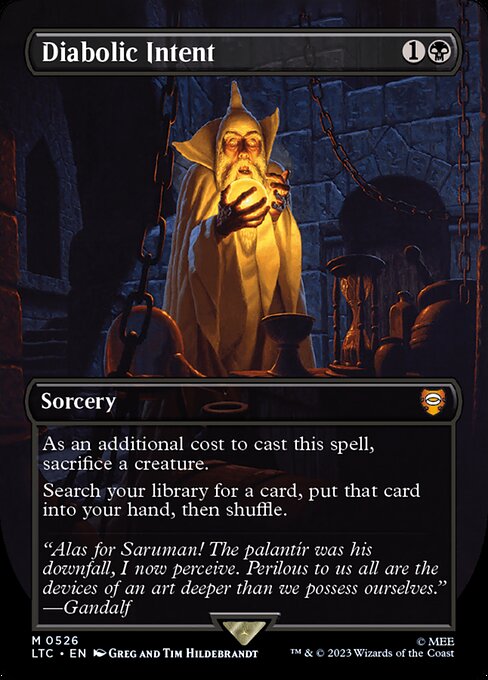 Diabolic Intent 1
Sorcery
As an additional cost to cast this spell,
sacrifice a creature.
Search your library for a card, put that card
into your hand, then shuffle.
“Alas for Saruman! The palantír was his
downfall, I now perceive. Perilous to us all are the
devices of an art deeper than we possess ourselves.”
—Gandalf
M 0526 © MEE
LTC • EN Greg and Tim Hildebrandt ™ & © 2023 Wizards of the Coast